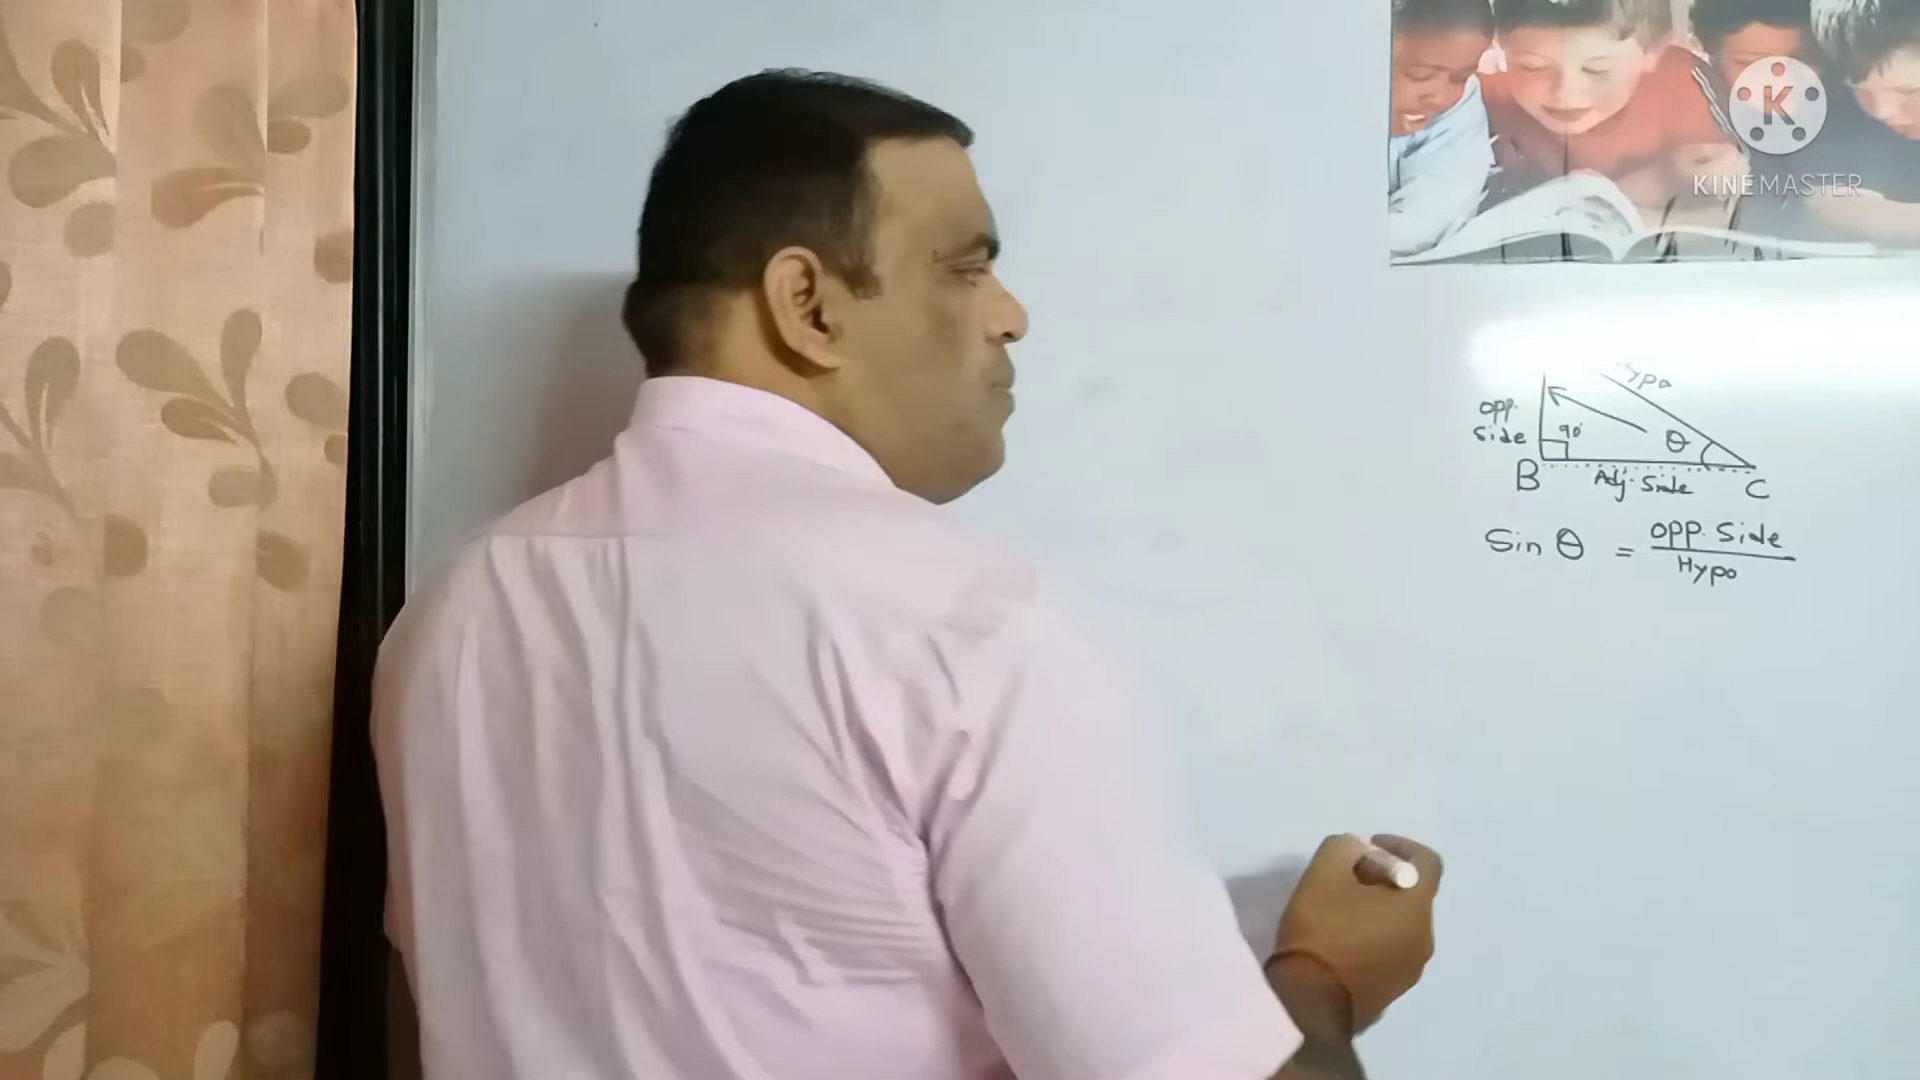 KINEMASTER
Hypo
opp.
Side
90°
θ
B
Adj. Side
C
Sin θ = opp. Side
Hypo